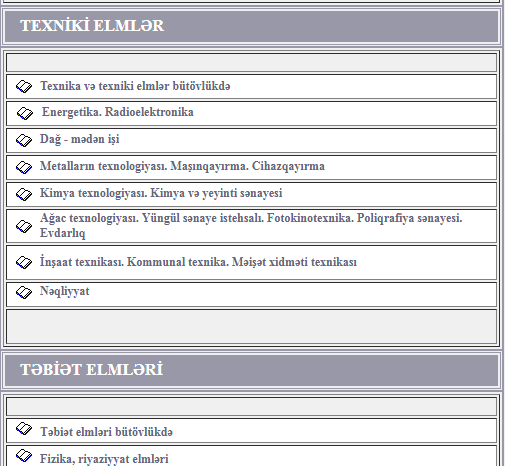 TEXNİKİ ELMLƏR
Texnika və texniki elmlər bütövlükdə
Energetika. Radioelektronika
Dağ - mədən işi
Metalların texnologiyası. Maşınqayırma. Cihazqayırma
Kimya texnologiyası. Kimya və yeyinti sənayesi
Ağac texnologiyası. Yüngül sənaye istehsalı. Fotokinotexnika. Poliqrafiya sənayesi.
Evdarlıq
İnşaat texnikası. Kommunal texnika. Məişət xidməti texnikası
Nəqliyyat
TƏBİƏT ELMLƏRİ
Təbiət elmləri bütövlükdə
Fizika, riyaziyyat elmləri